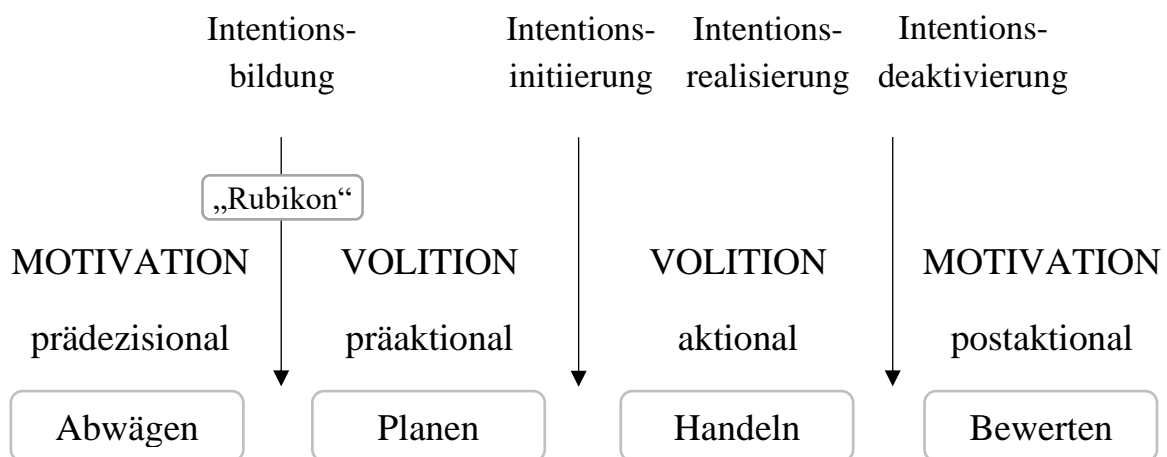 Intentions-
bildung
Intentions-
initiierung
Intentions-
realisierung
Intentions-
deaktivierung
„Rubikon“
MOTIVATION
VOLITION
VOLITION
MOTIVATION
prädezisional
präaktional
aktional
postaktional
Abwägen
Planen
Handeln
Bewerten